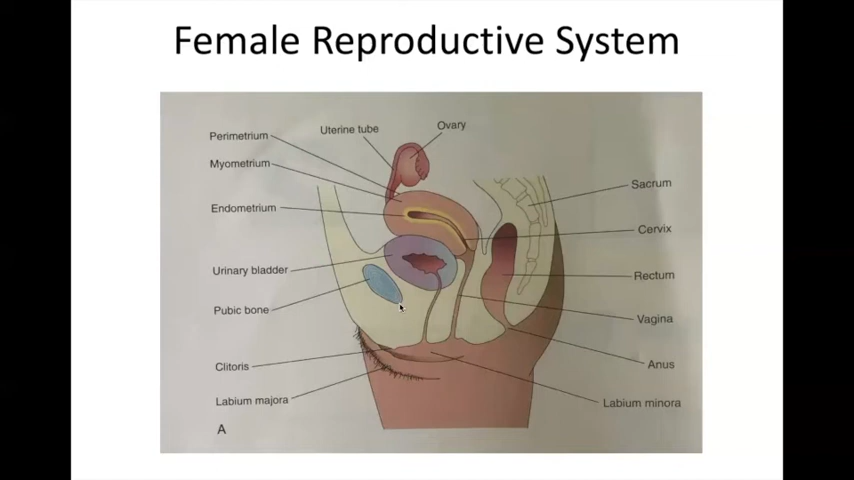 Female Reproductive System
Uterine tube
Ovary
Perimetrium
Myometrium
Endometrium
Urinary bladder
Pubic bone
Clitoris
Labium majora
A
Sacrum
Cervix
Rectum
Vagina
Anus
Labium minora